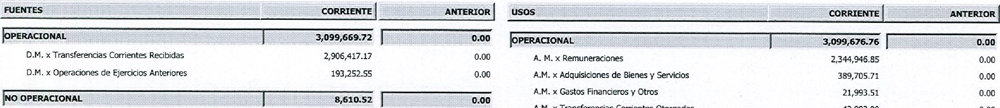 FUENTES CORRIENTE ANTERIOR
OPERACIONAL 3,099,669.72 0.00
D.M. x Transferencias Corrientes Recibidas 2,906,417.17 0.00
D.M. x Operaciones de Ejercicios Anteriores 193,252.55 0.00
NO OPERACIONAL 8,610.52 0.00
USOS CORRIENTE ANTERIOR
OPERACIONAL 3,099,676.76 0.00
A. M. x Remuneraciones 2,344,946.85 0.00
A.M. x Adquisiciones de Bienes y Servicios 389,705.71 0.00
A.M. x Gastos Financieros y Otros 21,993.51 0.00
A.M. x Transferencias Corrientes Otorgadas